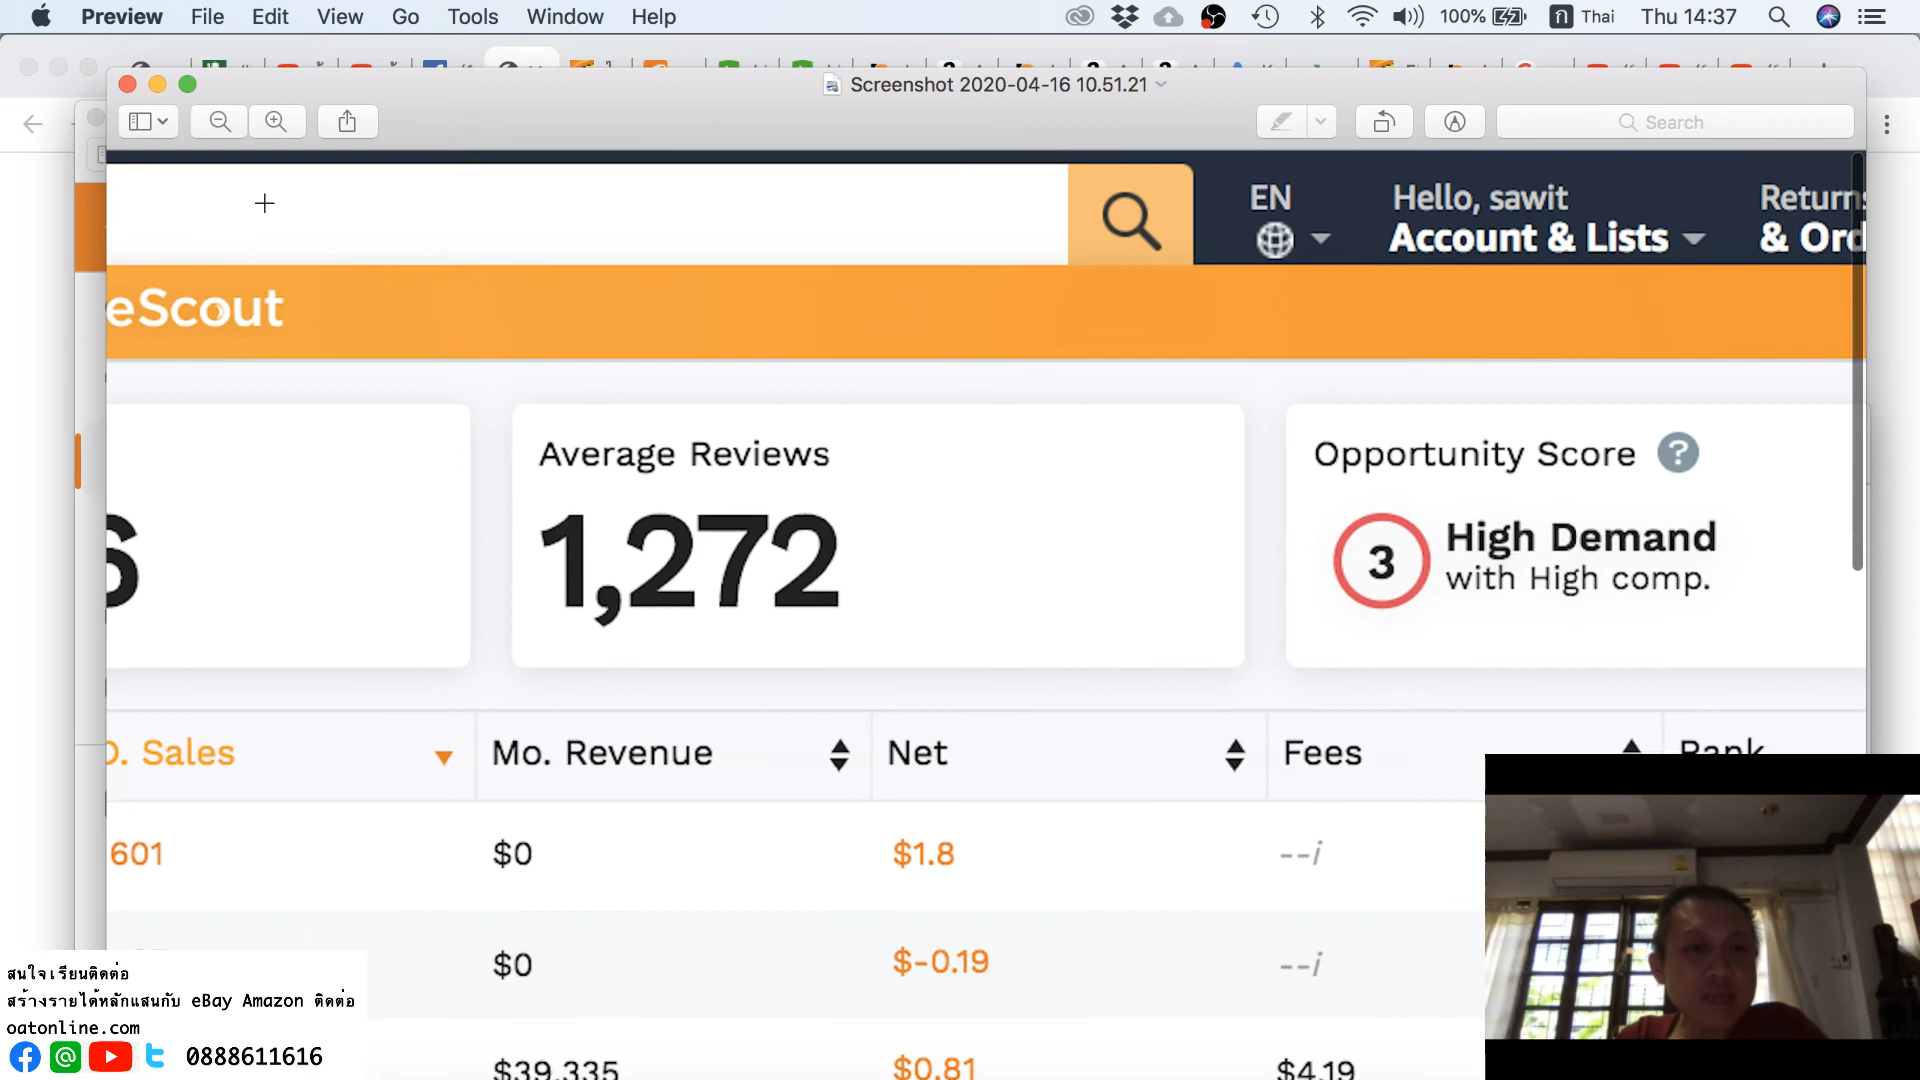 Preview File Edit View Go Tools Window Help 100% ก Thai Thu 14:37
Screenshot 2020-04-16 10.51.21
Search
EN Hello, sawit Returns
Account & Lists & Ord
eScout
Average Reviews Opportunity Score ?
6 1,272 3 High Demand
with High comp.
O. Sales Mo. Revenue Net Fees Rank
601 $0 $1.8 --i
$0 $-0.19 --i
$39,335 $0.81 $4.19
สนใจเรียนติดต่อ
สร้างรายได้หลักแสนกับ eBay Amazon ติดต่อ
oatonline.com
0888611616